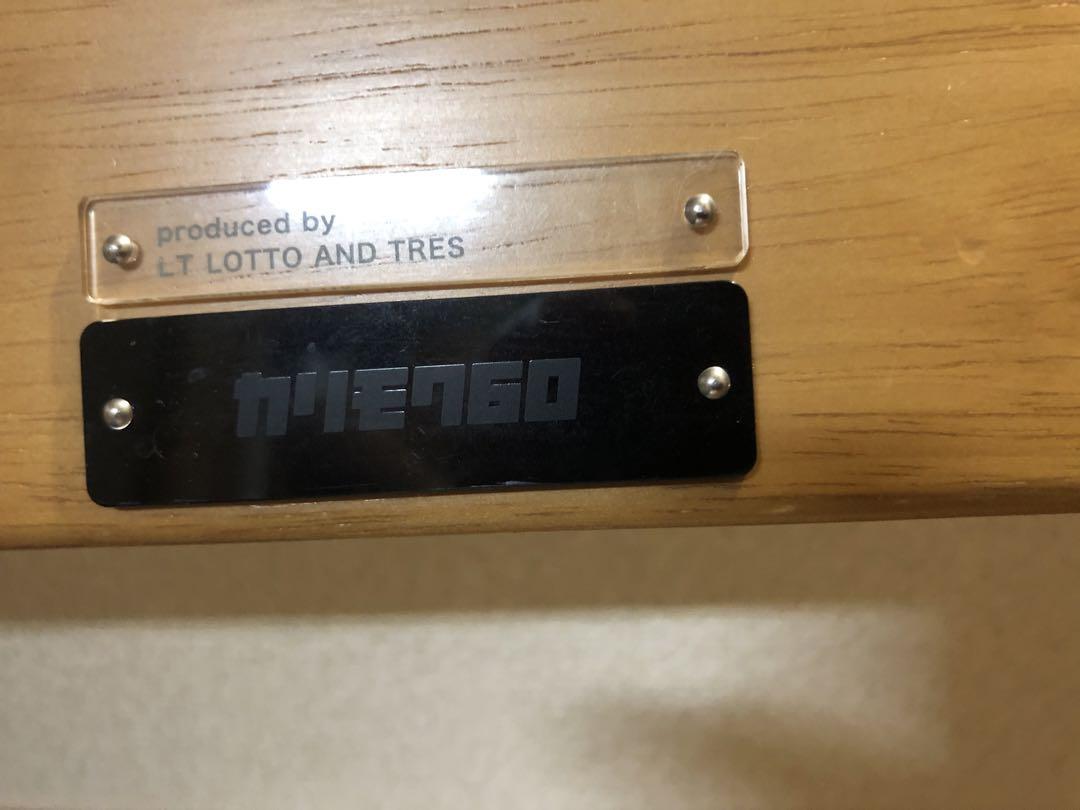 produced by
LT LOTTO AND TRES
カリモク60